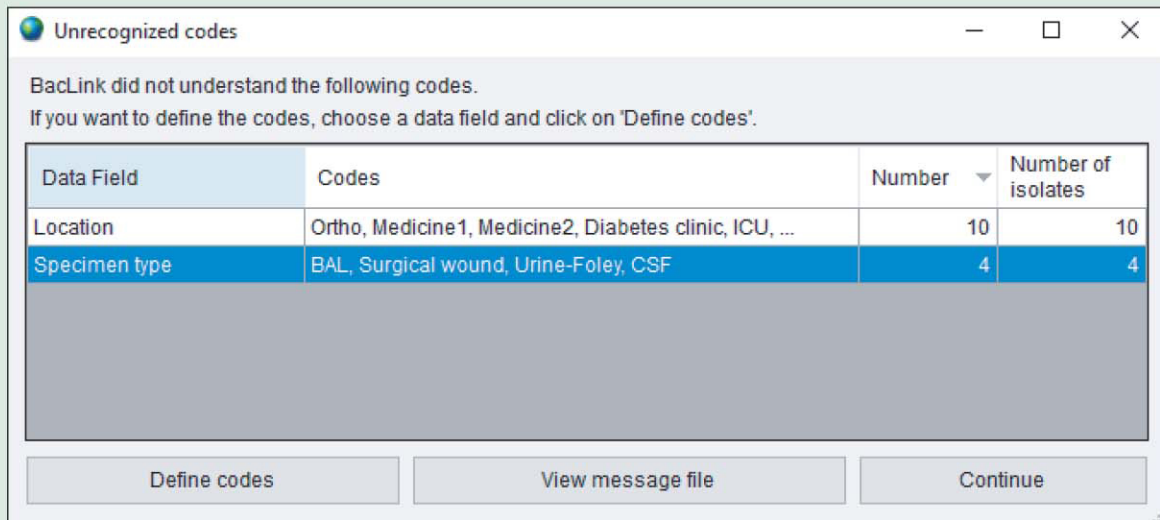 Unrecognized codes
BacLink did not understand the following codes.
If you want to define the codes, choose a data field and click on 'Define codes'.
Data Field Codes Number Number of
isolates
Location Ortho, Medicine1, Medicine2, Diabetes clinic, ICU, ... 10 10
Specimen type BAL, Surgical wound, Urine-Foley, CSF 4 4
Define codes View message file Continue